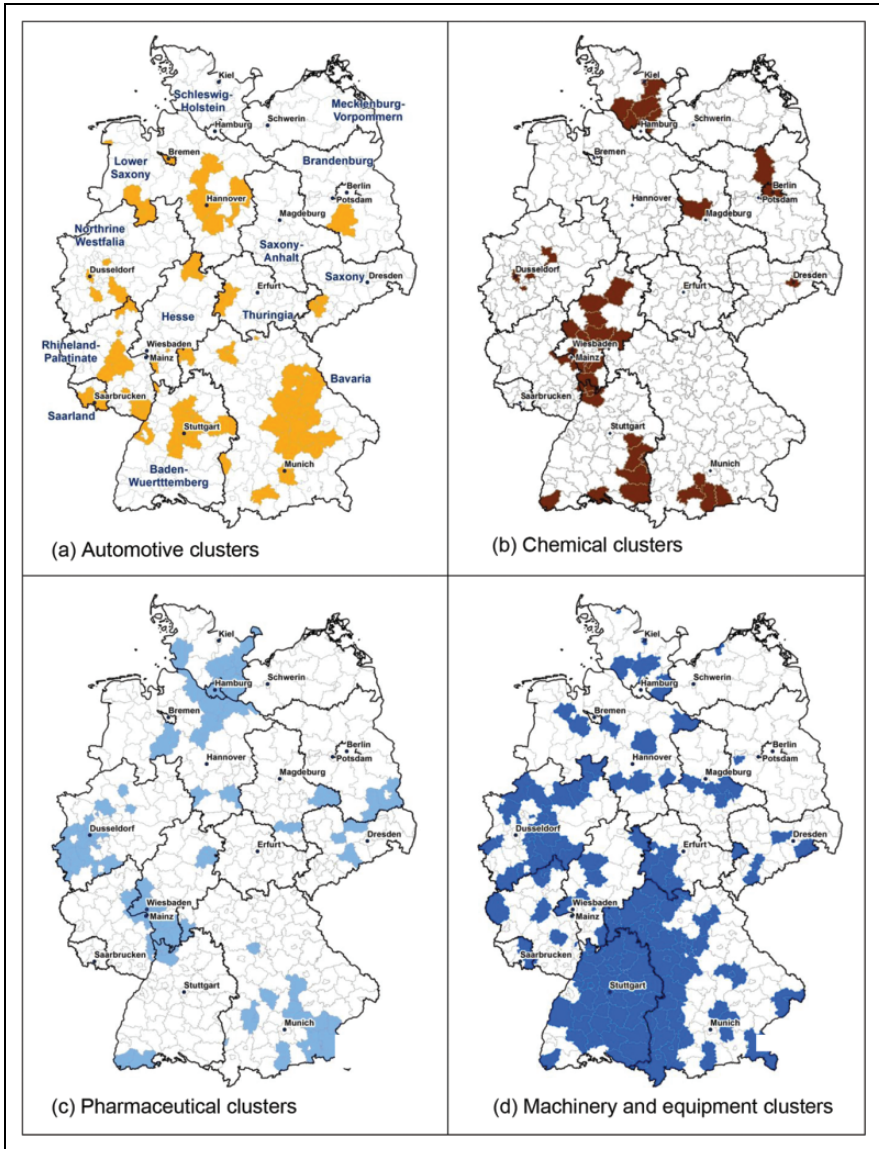 Kiel
Schleswig-
Holstein
Mecklenburg-
Vorpommern
Schwerin
Hamburg
Bremen
Lower
Saxony
Brandenburg
Berlin
Potsdam
Hannover
Magdeburg
Northrine
Westfalia
Saxony-
Anhalt
Saxony
Dusseldorf
Dresden
Erfurt
Hesse
Thuringia
Rhineland-
Palatinate
Wiesbaden
Mainz
Bavaria
Saarbrucken
Saarland
Stuttgart
Baden-
Wuertttemberg
Munich
(a) Automotive clusters
Kiel
Schwerin
Hamburg
Bremen
Berlin
Potsdam
Hannover
Magdeburg
Dusseldorf
Dresden
Erfurt
Wiesbaden
Mainz
Saarbrucken
Stuttgart
Munich
(b) Chemical clusters
Kiel
Hamburg
Schwerin
Bremen
Berlin
Potsdam
Hannover
Magdeburg
Dusseldorf
Dresden
Erfurt
Wiesbaden
Mainz
Saarbrucken
Stuttgart
Munich
(c) Pharmaceutical clusters
Kiel
Hamburg
Schwerin
Bremen
Berlin
Potsdam
Hannover
Magdeburg
Dusseldorf
Dresden
Erfurt
Wiesbaden
Mainz
Saarbrucken
Stuttgart
Munich
(d) Machinery and equipment clusters